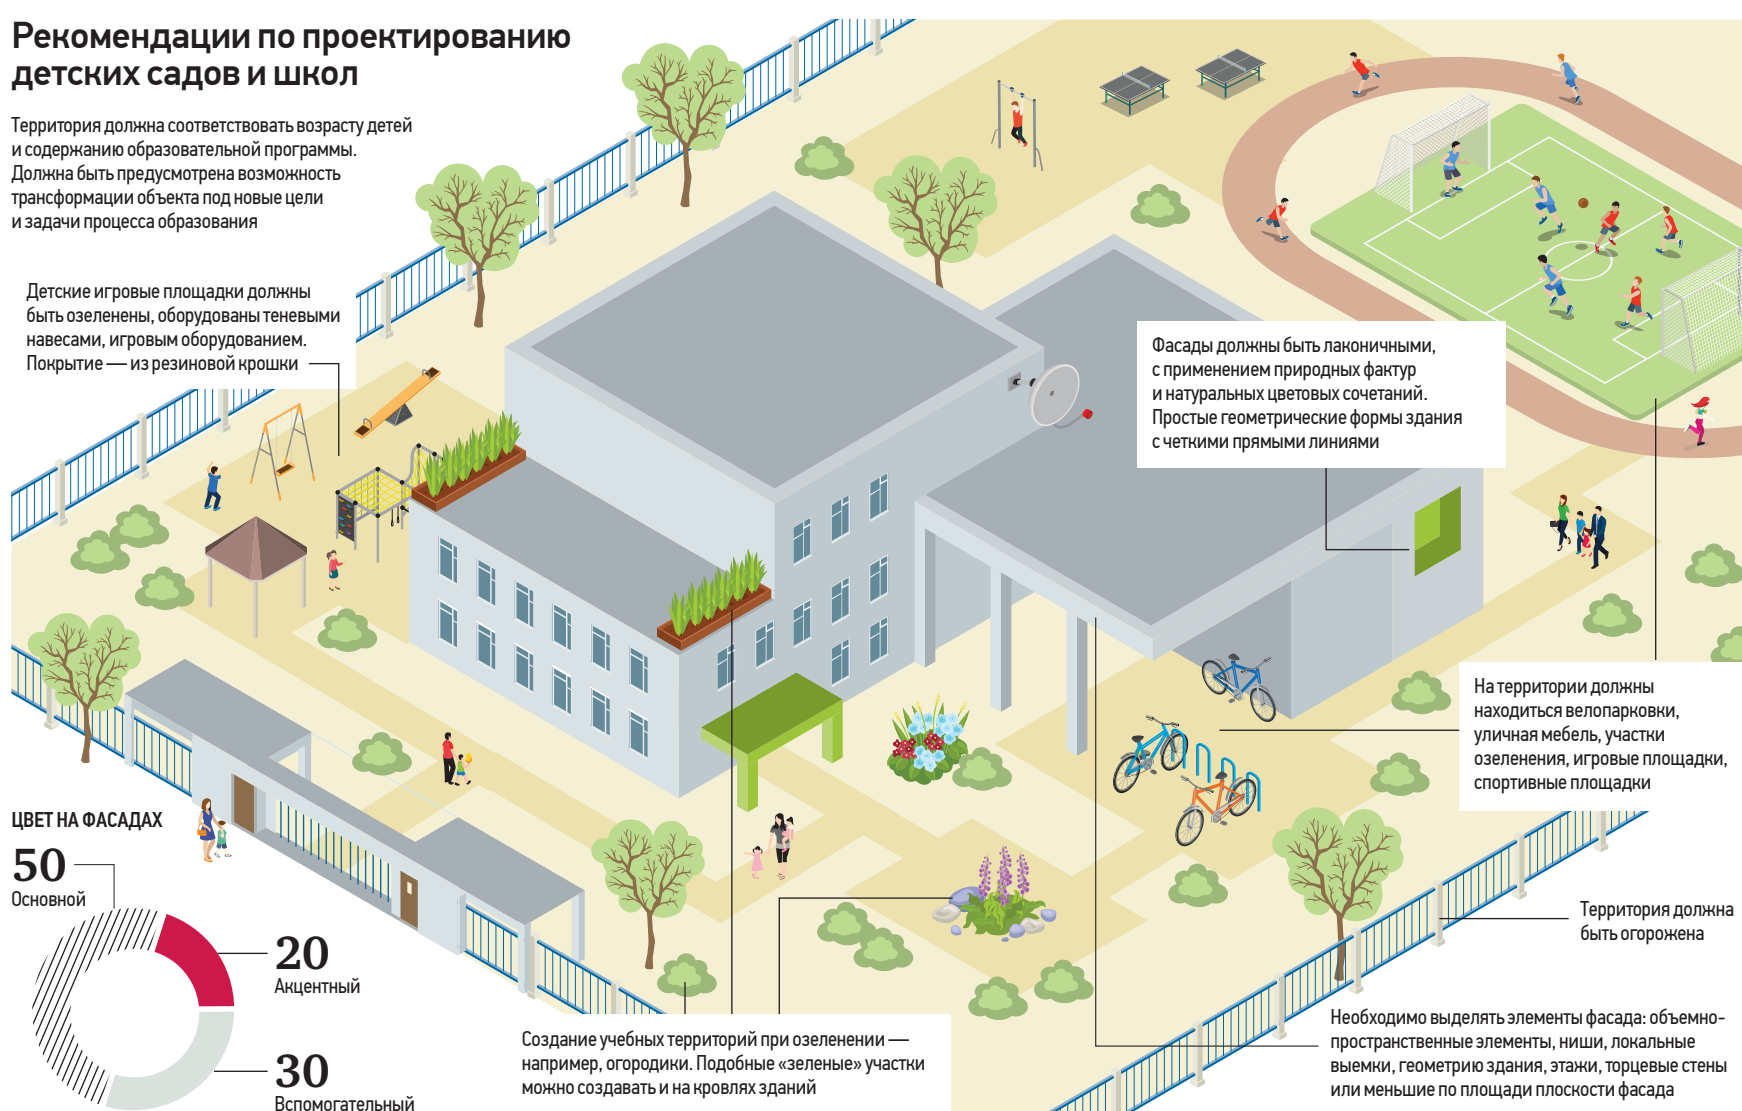 Рекомендации по проектированию
детских садов и школ
Территория должна соответствовать возрасту детей
и содержанию образовательной программы.
Должна быть предусмотрена возможность
трансформации объекта под новые цели
и задачи процесса образования
Детские игровые площадки должны
быть озеленены, оборудованы теневыми
навесами, игровым оборудованием.
Покрытие — из резиновой крошки
Фасады должны быть лаконичными,
с применением природных фактур
и натуральных цветовых сочетаний.
Простые геометрические формы здания
с четкими прямыми линиями
На территории должны
находиться велопарковки,
уличная мебель, участки
озеленения, игровые площадки,
спортивные площадки
ЦВЕТ НА ФАСАДАХ
50
Основной
20
Акцентный
30
Вспомогательный
Территория должна
быть огорожена
Создание учебных территорий при озеленении —
например, огородики. Подобные «зеленые» участки
можно создавать и на кровлях зданий
Необходимо выделять элементы фасада: объемно-
пространственные элементы, ниши, локальные
выемки, геометрию здания, этажи, торцевые стены
или меньшие по площади плоскости фасада